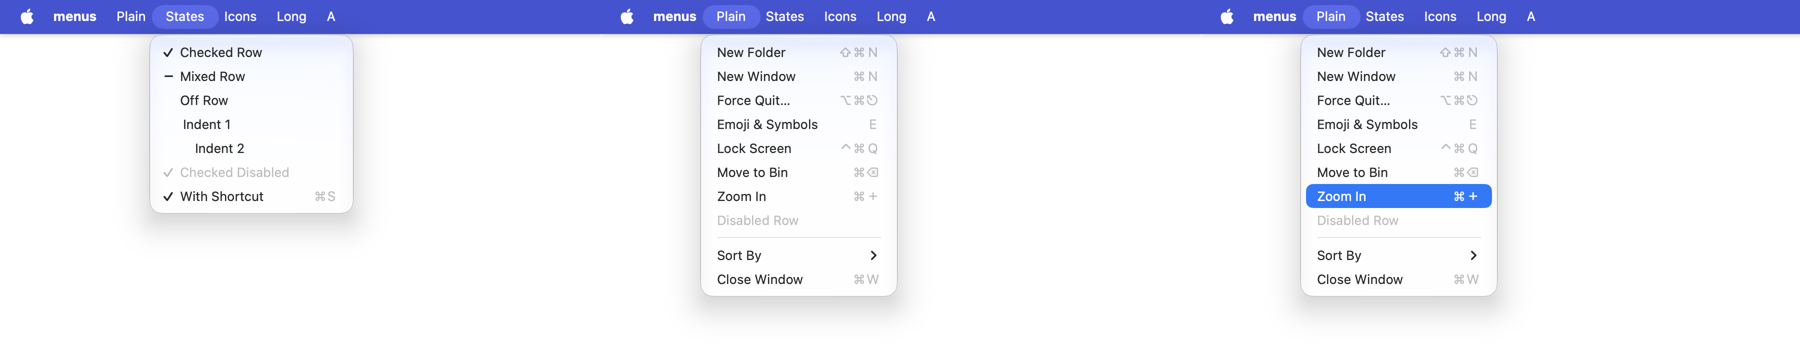 menus Plain States Icons Long A
✓ Checked Row
– Mixed Row
Off Row
Indent 1
Indent 2
✓ Checked Disabled
✓ With Shortcut ⌘S
menus Plain States Icons Long A
New Folder ⇧⌘N
New Window ⌘N
Force Quit... ⌥⌘⎋
Emoji & Symbols E
Lock Screen ^⌘Q
Move to Bin ⌘⌫
Zoom In ⌘+
Disabled Row
Sort By >
Close Window ⌘W
menus Plain States Icons Long A
New Folder ⇧⌘N
New Window ⌘N
Force Quit... ⌥⌘⎋
Emoji & Symbols E
Lock Screen ^⌘Q
Move to Bin ⌘⌫
Zoom In ⌘+
Disabled Row
Sort By >
Close Window ⌘W